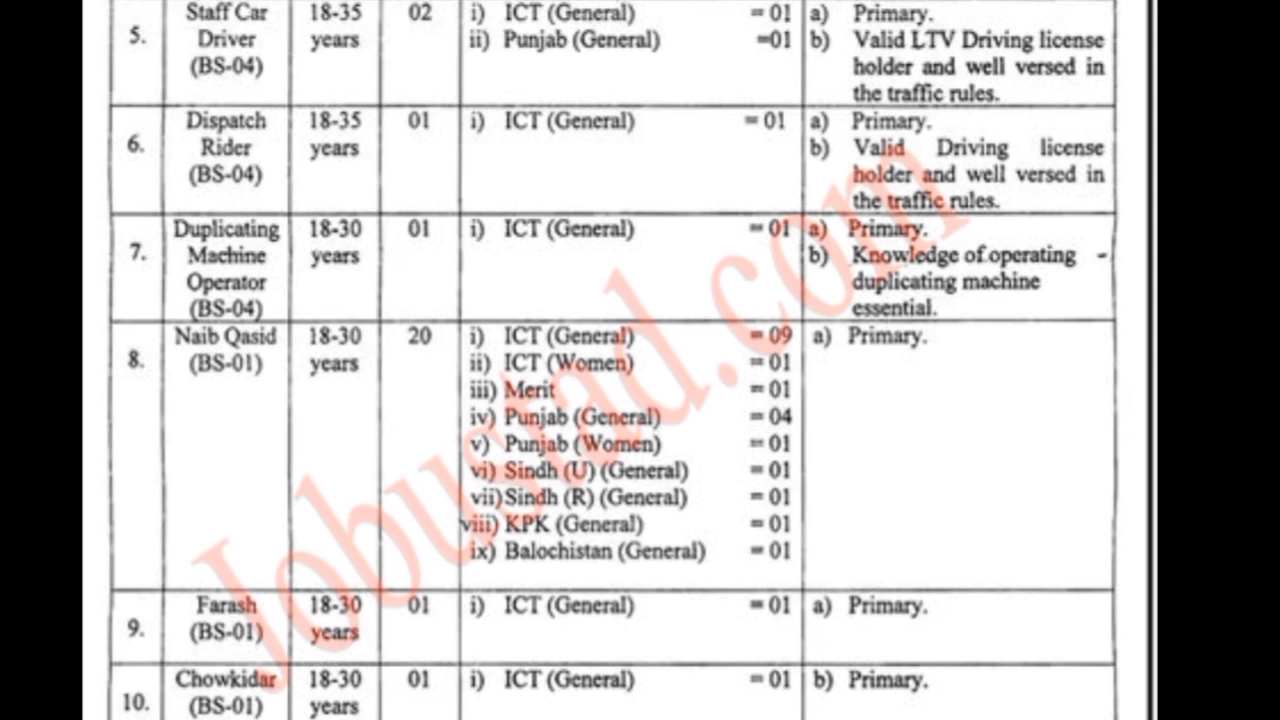 5. Staff Car 18-35 02 i) ICT (General) = 01 a) Primary.
Driver years ii) Punjab (General) =01 b) Valid LTV Driving license
(BS-04) holder and well versed in
the traffic rules.
6. Dispatch 18-35 01 i) ICT (General) = 01 a) Primary.
Rider years b) Valid Driving license
(BS-04) holder and well versed in
the traffic rules.
7. Duplicating 18-30 01 i) ICT (General) = 01 a) Primary.
Machine years b) Knowledge of operating -
Operator duplicating machine
(BS-04) essential.
8. Naib Qasid 18-30 20 i) ICT (General) = 09 a) Primary.
(BS-01) years ii) ICT (Women) = 01
iii) Merit = 01
iv) Punjab (General) = 04
v) Punjab (Women) = 01
vi) Sindh (U) (General) = 01
vii) Sindh (R) (General) = 01
viii) KPK (General) = 01
ix) Balochistan (General) = 01
9. Farash 18-30 01 i) ICT (General) = 01 a) Primary.
(BS-01) years
10. Chowkidar 18-30 01 i) ICT (General) = 01 b) Primary.
(BS-01) years
Jobustad.com